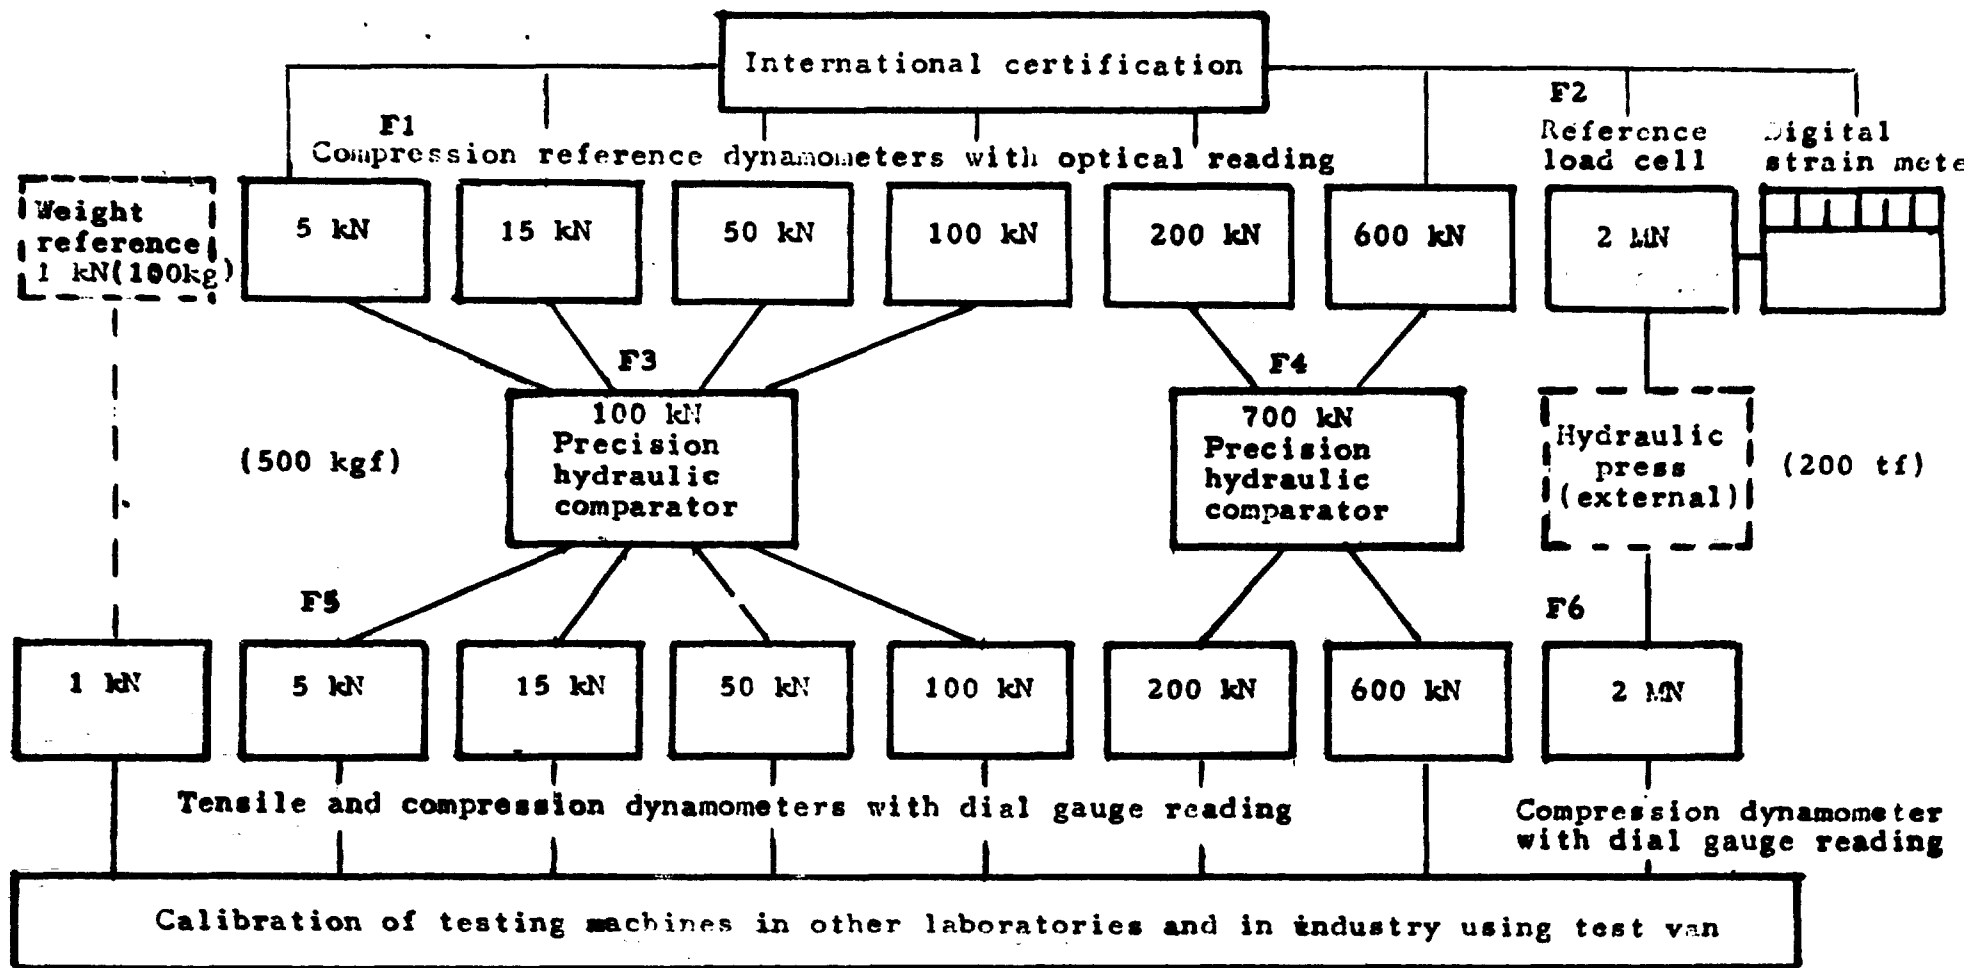 International certification
F1
F2
Compression reference dynamometers with optical reading
Reference
load cell
Digital
strain mete
Weight
reference
1 kN(100kg)
5 kN
15 kN
50 kN
100 kN
200 kN
600 kN
2 MN
F3
F4
(500 kgf)
100 kN
Precision
hydraulic
comparator
700 kN
Precision
hydraulic
comparator
Hydraulic
press
(external)
(200 tf)
F5
F6
1 kN
5 kN
15 kN
50 kN
100 kN
200 kN
600 kN
2 MN
Tensile and compression dynamometers with dial gauge reading
Compression dynamometer
with dial gauge reading
Calibration of testing machines in other laboratories and in industry using test van